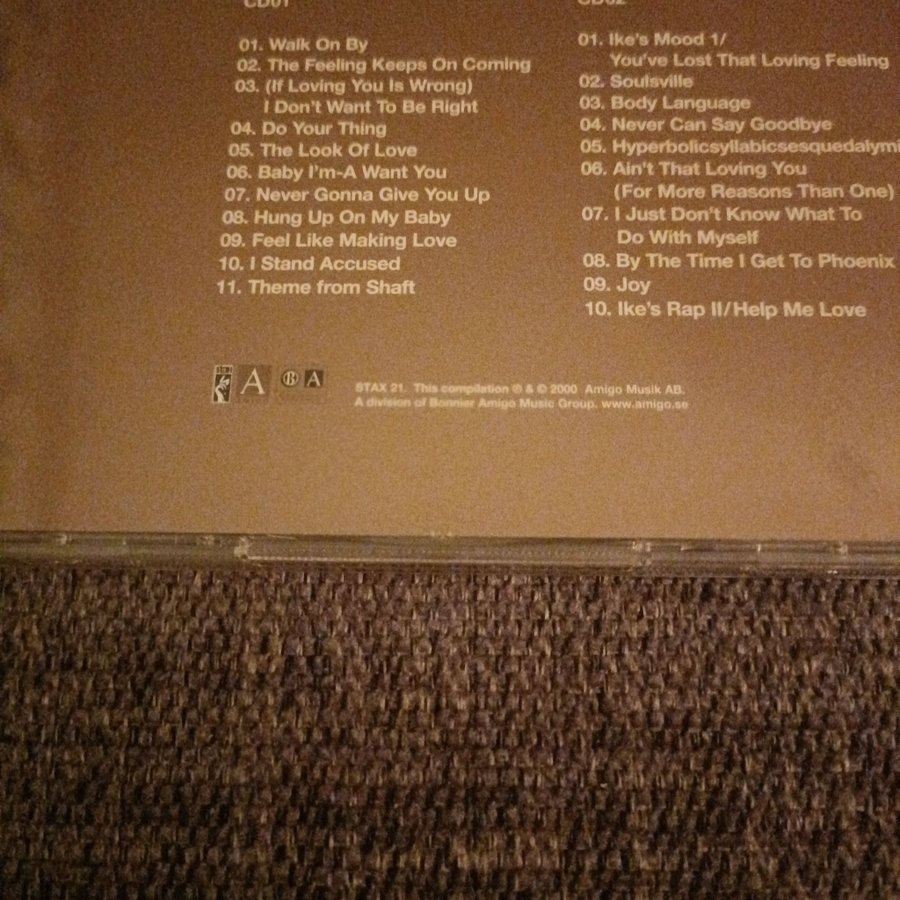 CD01
01. Walk On By
02. The Feeling Keeps On Coming
03. (If Loving You Is Wrong)
I Don't Want To Be Right
04. Do Your Thing
05. The Look Of Love
06. Baby I'm-A Want You
07. Never Gonna Give You Up
08. Hung Up On My Baby
09. Feel Like Making Love
10. I Stand Accused
11. Theme from Shaft
CD02
01. Ike's Mood 1/
You've Lost That Loving Feeling
02. Soulsville
03. Body Language
04. Never Can Say Goodbye
05. Hyperbolicsyllabicsesquedalymi
06. Ain't That Loving You
(For More Reasons Than One)
07. I Just Don't Know What To
Do With Myself
08. By The Time I Get To Phoenix
09. Joy
10. Ike's Rap II/Help Me Love
A B A
STAX 21. This compilation ℗ & © 2000 Amigo Musik AB.
A division of Bonnier Amigo Music Group. www.amigo.se